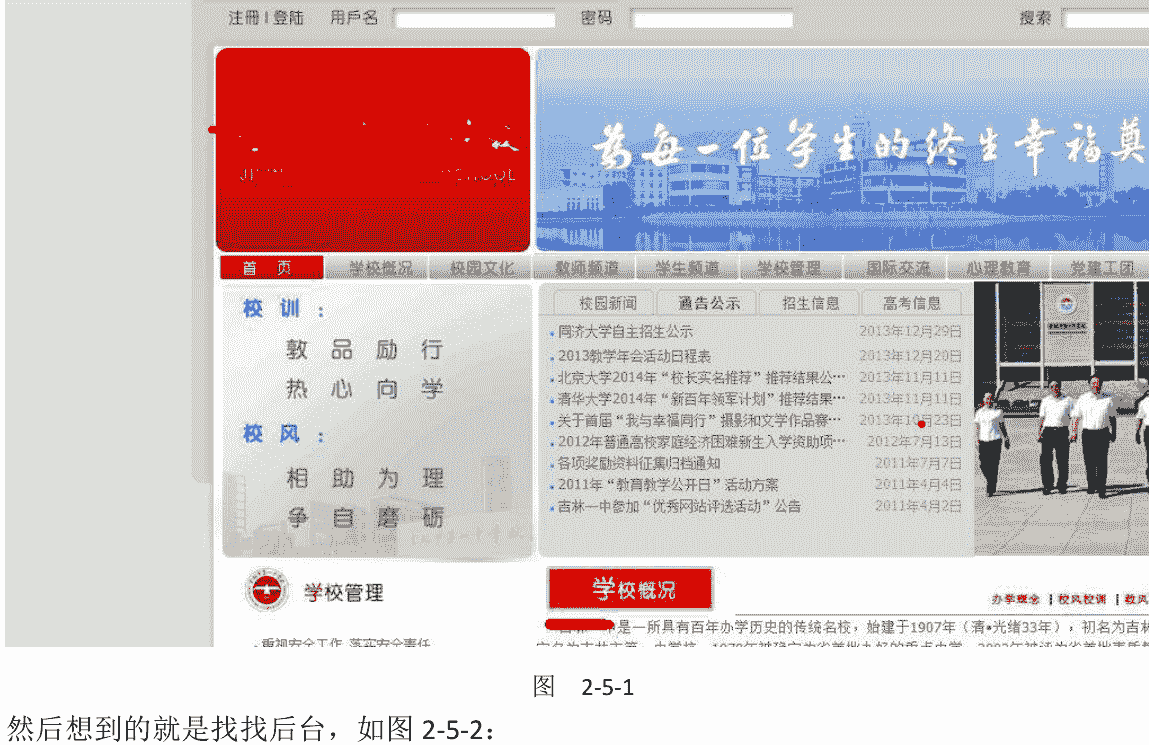 注冊 | 登陆 用戶名 密码 搜索
SCHOOL
為每一位学生的终生幸福奠
首 页 学校概况 校园文化 教师频道 学生频道 学校管理 国际交流 心理教育 党建工团
校 训 :
敦 品 励 行
热 心 向 学
校 风 :
相 助 为 理
争 自 磨 砺
校园新闻 通告公示 招生信息 高考信息
同济大学自主招生公示 2013年12月29日
2013教学年会活动日程表 2013年12月20日
北京大学2014年“校长实名推荐”推荐结果公… 2013年11月11日
清华大学2014年“新百年领军计划”推荐结果… 2013年11月11日
关于首届“我与幸福同行”摄影和文学作品赛… 2013年10月23日
2012年普通高校家庭经济困难新生入学资助项… 2012年7月13日
各项奖励资料征集归档通知 2011年7月7日
2011年“教育教学公开日”活动方案 2011年4月4日
吉林一中参加“优秀网站评选活动”公告 2011年4月2日
学校管理
重视安全工作 落实安全责任
学校概况
办学概念 | 校风校训 | 教风
中是一所具有百年办学历史的传统名校，始建于1907年（清•光绪33年），初名为吉林
图 2-5-1
然后想到的就是找找后台，如图 2-5-2：